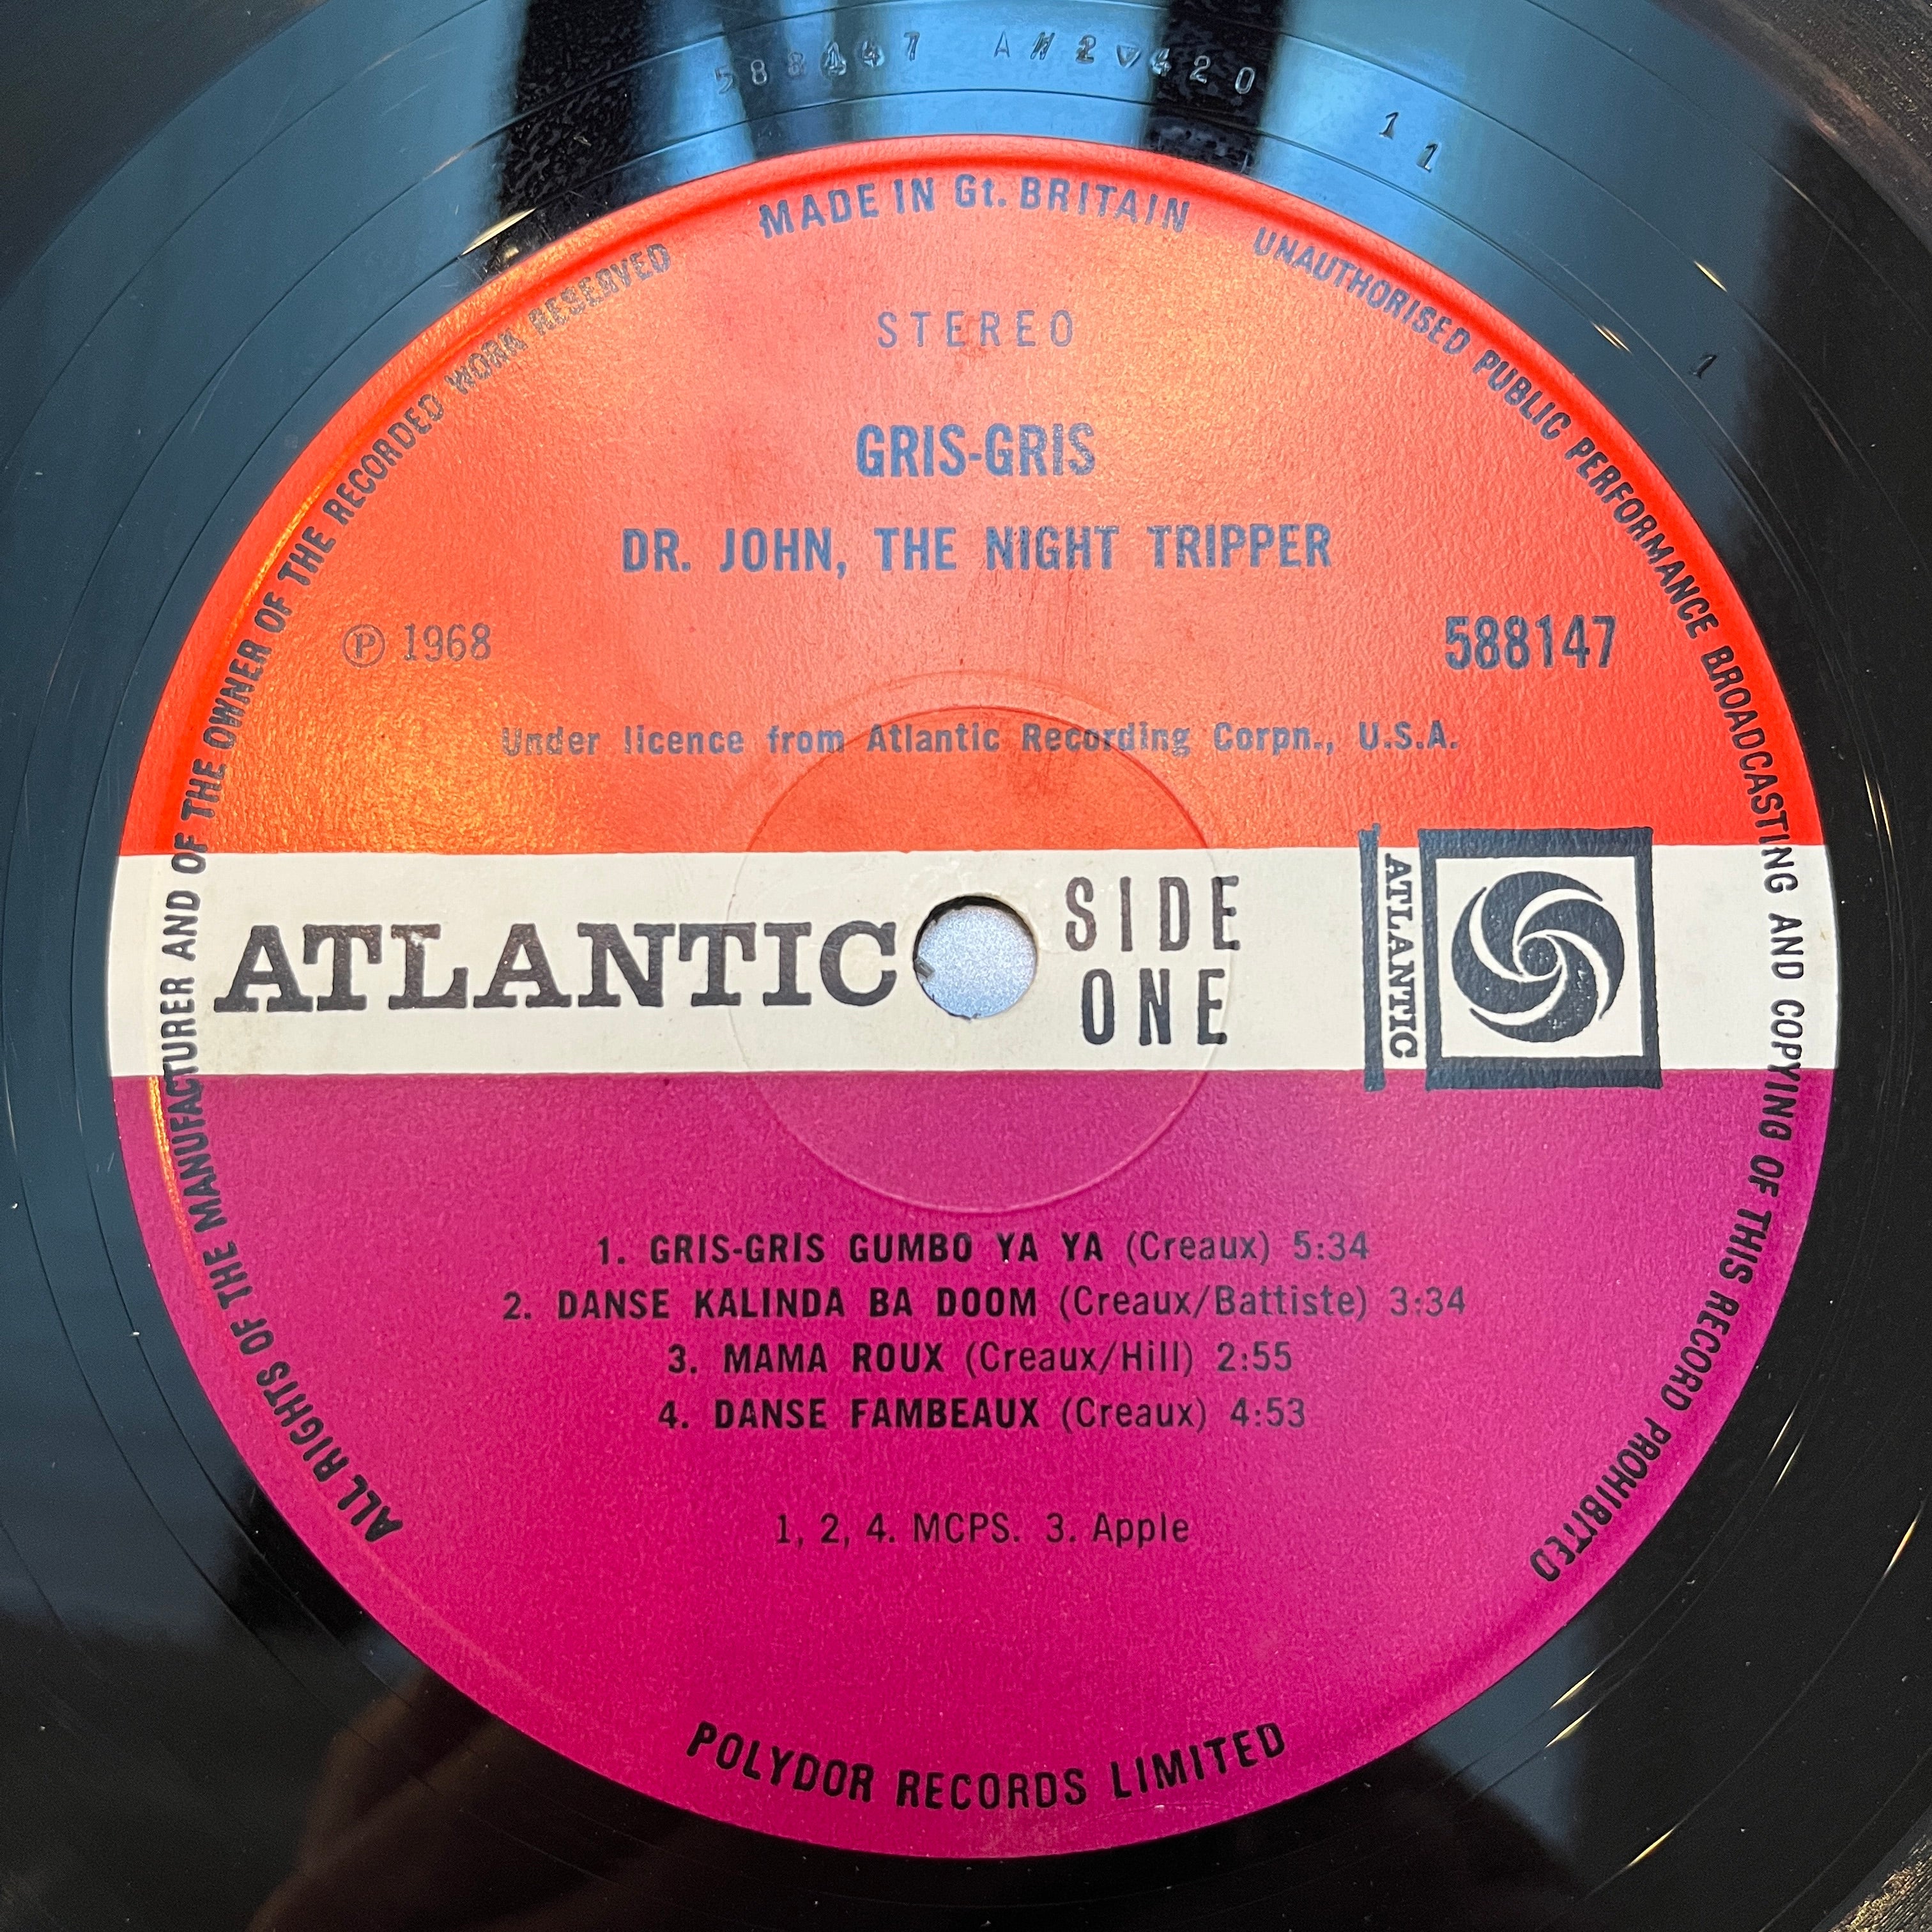 MADE IN Gt. BRITAIN
UNAUTHORISED PUBLIC PERFORMANCE BROADCASTING AND COPYING OF THIS RECORD PROHIBITED
ALL RIGHTS OF THE MANUFACTURER AND OF THE OWNER OF THE RECORDED WORK RESERVED
STEREO
GRIS-GRIS
DR. JOHN, THE NIGHT TRIPPER
℗ 1968
588147
Under licence from Atlantic Recording Corpn., U.S.A.
ATLANTIC
SIDE
ONE
ATLANTIC
1. GRIS-GRIS GUMBO YA YA (Creaux) 5:34
2. DANSE KALINDA BA DOOM (Creaux/Battiste) 3:34
3. MAMA ROUX (Creaux/Hill) 2:55
4. DANSE FAMBEAUX (Creaux) 4:53
1, 2, 4. MCPS. 3. Apple
POLYDOR RECORDS LIMITED
420
1 1
1